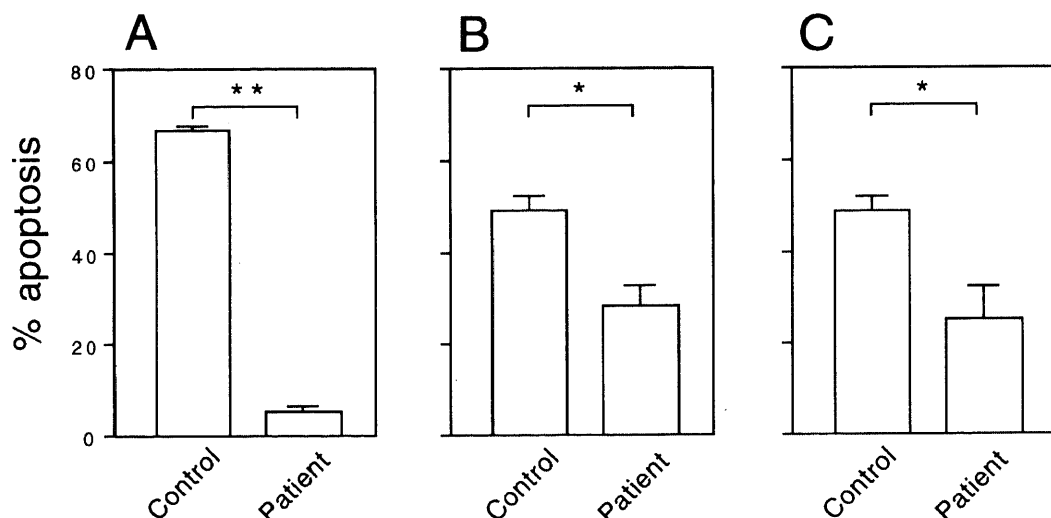 A B C
% apoptosis
80
60
40
20
0
* *
*
*
Control Patient Control Patient Control Patient